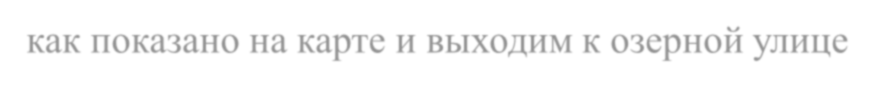 как показано на карте и выходим к озерной улице